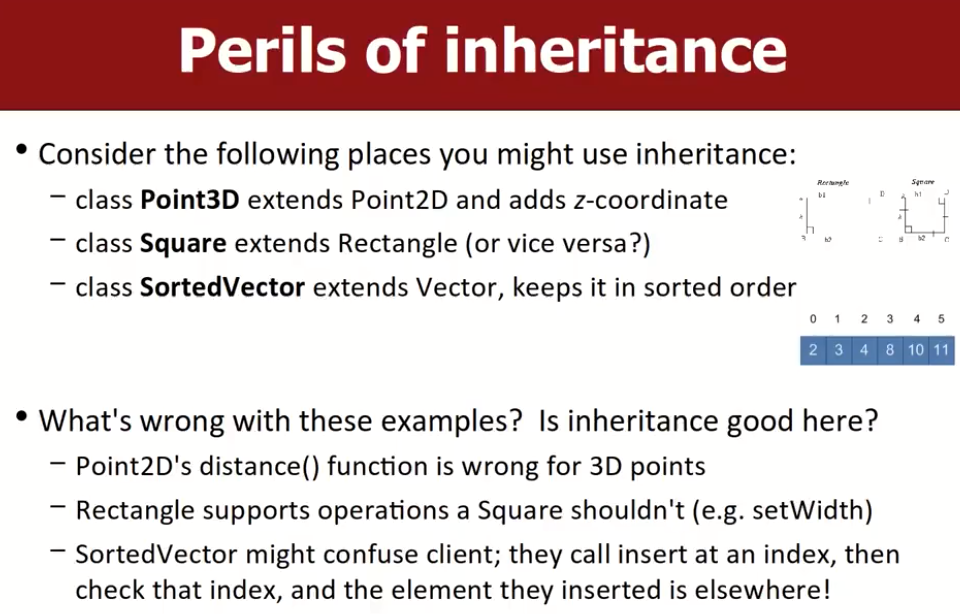 Perils of inheritance
• Consider the following places you might use inheritance:
– class Point3D extends Point2D and adds z-coordinate
– class Square extends Rectangle (or vice versa?)
– class SortedVector extends Vector, keeps it in sorted order
Rectangle
Square
b1
D
h1
b2
C
B
b2
C
0 1 2 3 4 5
2 3 4 8 10 11
• What's wrong with these examples? Is inheritance good here?
– Point2D's distance() function is wrong for 3D points
– Rectangle supports operations a Square shouldn't (e.g. setWidth)
– SortedVector might confuse client; they call insert at an index, then
check that index, and the element they inserted is elsewhere!